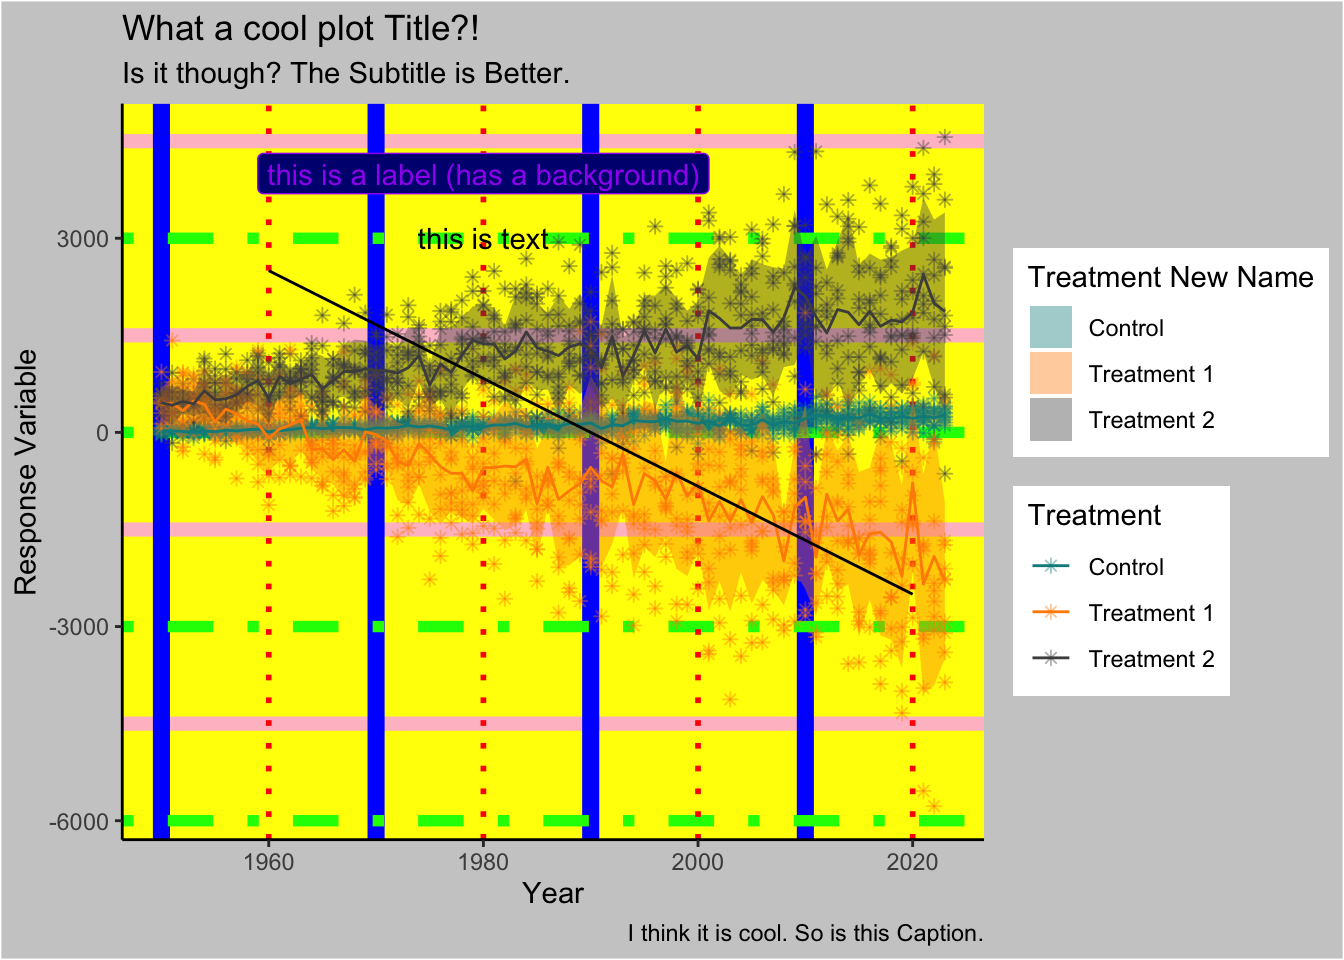 What a cool plot Title?!
Is it though? The Subtitle is Better.
this is a label (has a background)
this is text
3000
0
-3000
-6000
Response Variable
1960
1980
2000
2020
Year
I think it is cool. So is this Caption.
Treatment New Name
Control
Treatment 1
Treatment 2
Treatment
Control
Treatment 1
Treatment 2